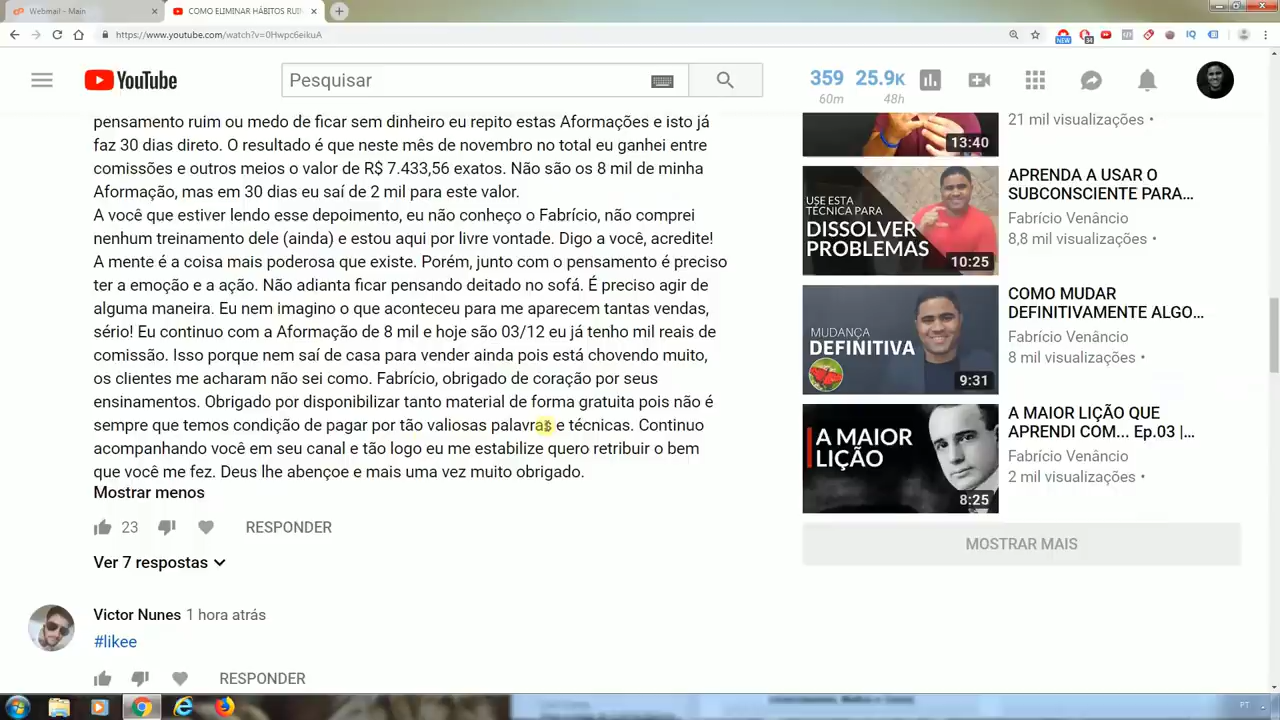 Webmail - Main
COMO ELIMINAR HÁBITOS RUIN
https://www.youtube.com/watch?v=0Hwpc6eikuA
YouTube
Pesquisar
359
60m
25.9K
48h
pensamento ruim ou medo de ficar sem dinheiro eu repito estas Aformações e isto já
faz 30 dias direto. O resultado é que neste mês de novembro no total eu ganhei entre
comissões e outros meios o valor de R$ 7.433,56 exatos. Não são os 8 mil de minha
Aformação, mas em 30 dias eu saí de 2 mil para este valor.
A você que estiver lendo esse depoimento, eu não conheço o Fabrício, não comprei
nenhum treinamento dele (ainda) e estou aqui por livre vontade. Digo a você, acredite!
A mente é a coisa mais poderosa que existe. Porém, junto com o pensamento é preciso
ter a emoção e a ação. Não adianta ficar pensando deitado no sofá. É preciso agir de
alguma maneira. Eu nem imagino o que aconteceu para me aparecem tantas vendas,
sério! Eu continuo com a Aformação de 8 mil e hoje são 03/12 eu já tenho mil reais de
comissão. Isso porque nem saí de casa para vender ainda pois está chovendo muito,
os clientes me acharam não sei como. Fabrício, obrigado de coração por seus
ensinamentos. Obrigado por disponibilizar tanto material de forma gratuita pois não é
sempre que temos condição de pagar por tão valiosas palavras e técnicas. Continuo
acompanhando você em seu canal e tão logo eu me estabilize quero retribuir o bem
que você me fez. Deus lhe abençoe e mais uma vez muito obrigado.
Mostrar menos
23
RESPONDER
Ver 7 respostas
Victor Nunes 1 hora atrás
#likee
RESPONDER
13:40
21 mil visualizações •
USE ESTA
TÉCNICA PARA
DISSOLVER
PROBLEMAS
10:25
APRENDA A USAR O
SUBCONSCIENTE PARA...
Fabrício Venâncio
8,8 mil visualizações •
MUDANÇA
DEFINITIVA
9:31
COMO MUDAR
DEFINITIVAMENTE ALGO...
Fabrício Venâncio
8 mil visualizações •
A MAIOR
LIÇÃO
8:25
A MAIOR LIÇÃO QUE
APRENDI COM... Ep.03 |...
Fabrício Venâncio
2 mil visualizações •
MOSTRAR MAIS
PT